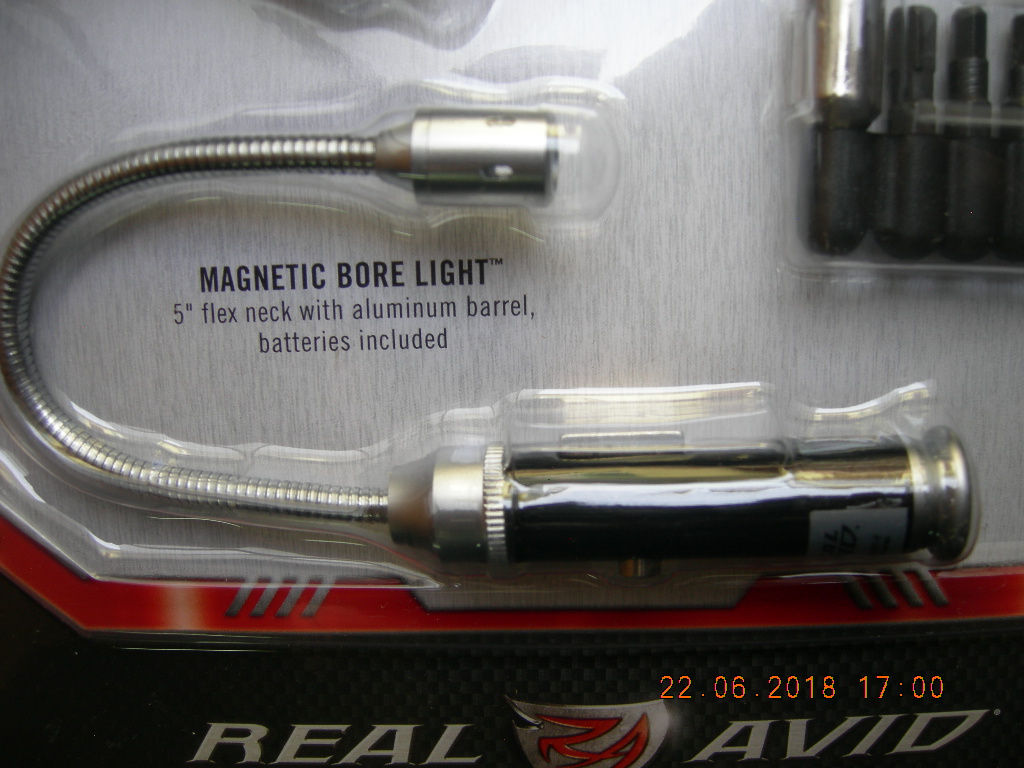 MAGNETIC BORE LIGHT™
5" flex neck with aluminum barrel,
batteries included
22.06.2018 17:00
REAL AVID